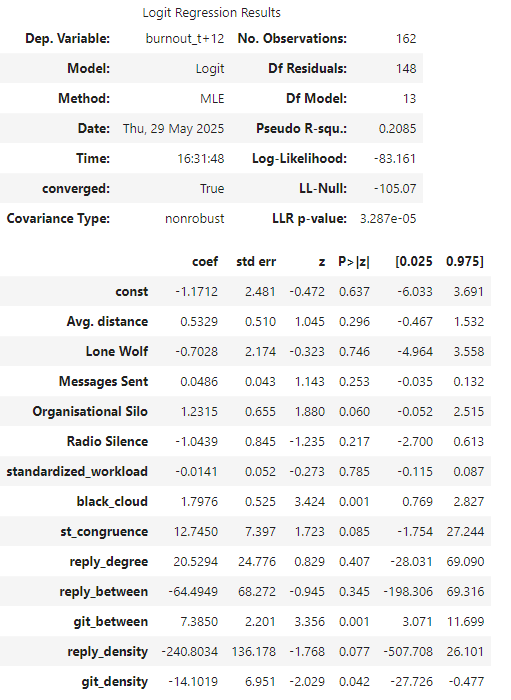 Logit Regression Results
Dep. Variable: burnout_t+12 No. Observations: 162
Model: Logit Df Residuals: 148
Method: MLE Df Model: 13
Date: Thu, 29 May 2025 Pseudo R-squ.: 0.2085
Time: 16:31:48 Log-Likelihood: -83.161
converged: True LL-Null: -105.07
Covariance Type: nonrobust LLR p-value: 3.287e-05
coef std err z P>|z| [0.025 0.975]
const -1.1712 2.481 -0.472 0.637 -6.033 3.691
Avg. distance 0.5329 0.510 1.045 0.296 -0.467 1.532
Lone Wolf -0.7028 2.174 -0.323 0.746 -4.964 3.558
Messages Sent 0.0486 0.043 1.143 0.253 -0.035 0.132
Organisational Silo 1.2315 0.655 1.880 0.060 -0.052 2.515
Radio Silence -1.0439 0.845 -1.235 0.217 -2.700 0.613
standardized_workload -0.0141 0.052 -0.273 0.785 -0.115 0.087
black_cloud 1.7976 0.525 3.424 0.001 0.769 2.827
st_congruence 12.7450 7.397 1.723 0.085 -1.754 27.244
reply_degree 20.5294 24.776 0.829 0.407 -28.031 69.090
reply_between -64.4949 68.272 -0.945 0.345 -198.306 69.316
git_between 7.3850 2.201 3.356 0.001 3.071 11.699
reply_density -240.8034 136.178 -1.768 0.077 -507.708 26.101
git_density -14.1019 6.951 -2.029 0.042 -27.726 -0.477